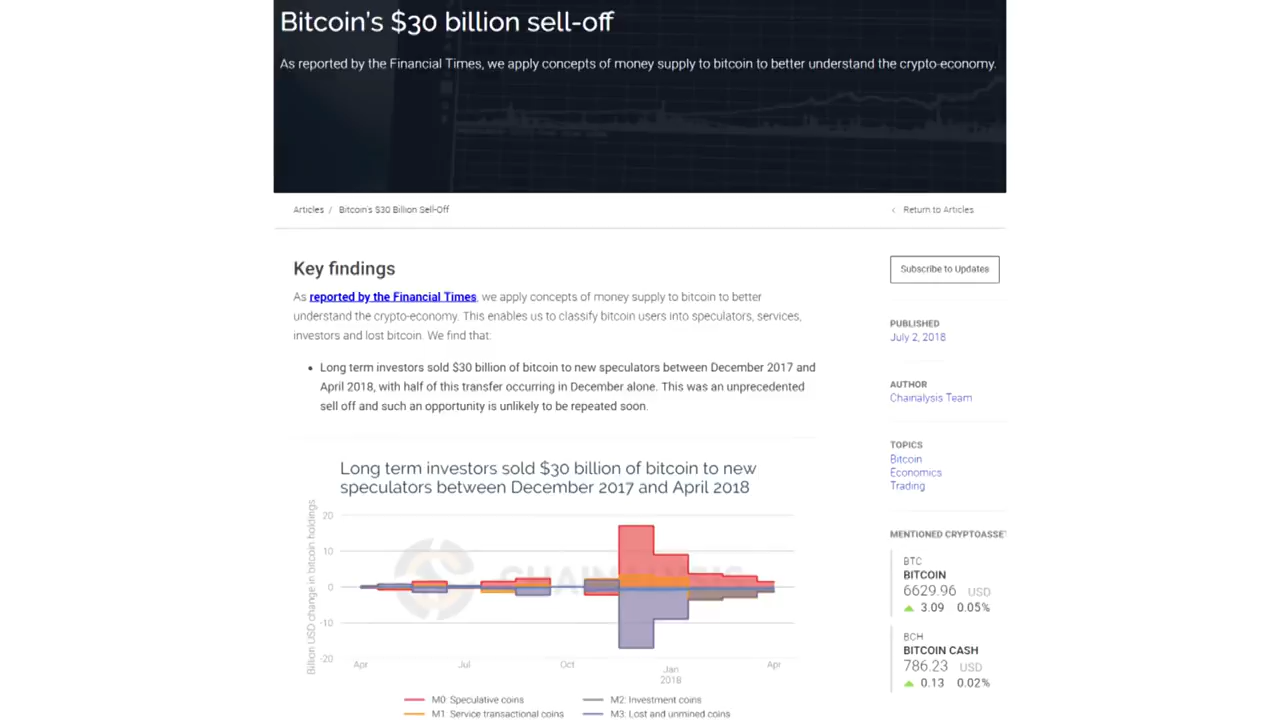 Bitcoin's $30 billion sell-off
As reported by the Financial Times, we apply concepts of money supply to bitcoin to better understand the crypto-economy.
Articles / Bitcoin's $30 Billion Sell-Off
< Return to Articles
Key findings
As reported by the Financial Times, we apply concepts of money supply to bitcoin to better
understand the crypto-economy. This enables us to classify bitcoin users into speculators, services,
investors and lost bitcoin. We find that:
• Long term investors sold $30 billion of bitcoin to new speculators between December 2017 and
April 2018, with half of this transfer occurring in December alone. This was an unprecedented
sell off and such an opportunity is unlikely to be repeated soon.
Long term investors sold $30 billion of bitcoin to new
speculators between December 2017 and April 2018
Billion USD change in bitcoin holdings
20
10
0
-10
-20
CHAINALYSIS
Apr
Jul
Oct
Jan
2018
Apr
M0: Speculative coins
M2: Investment coins
M1: Service transactional coins
M3: Lost and unmined coins
Subscribe to Updates
PUBLISHED
July 2, 2018
AUTHOR
Chainalysis Team
TOPICS
Bitcoin
Economics
Trading
MENTIONED CRYPTOASSE
BTC
BITCOIN
6629.96 USD
3.09 0.05%
BCH
BITCOIN CASH
786.23 USD
0.13 0.02%